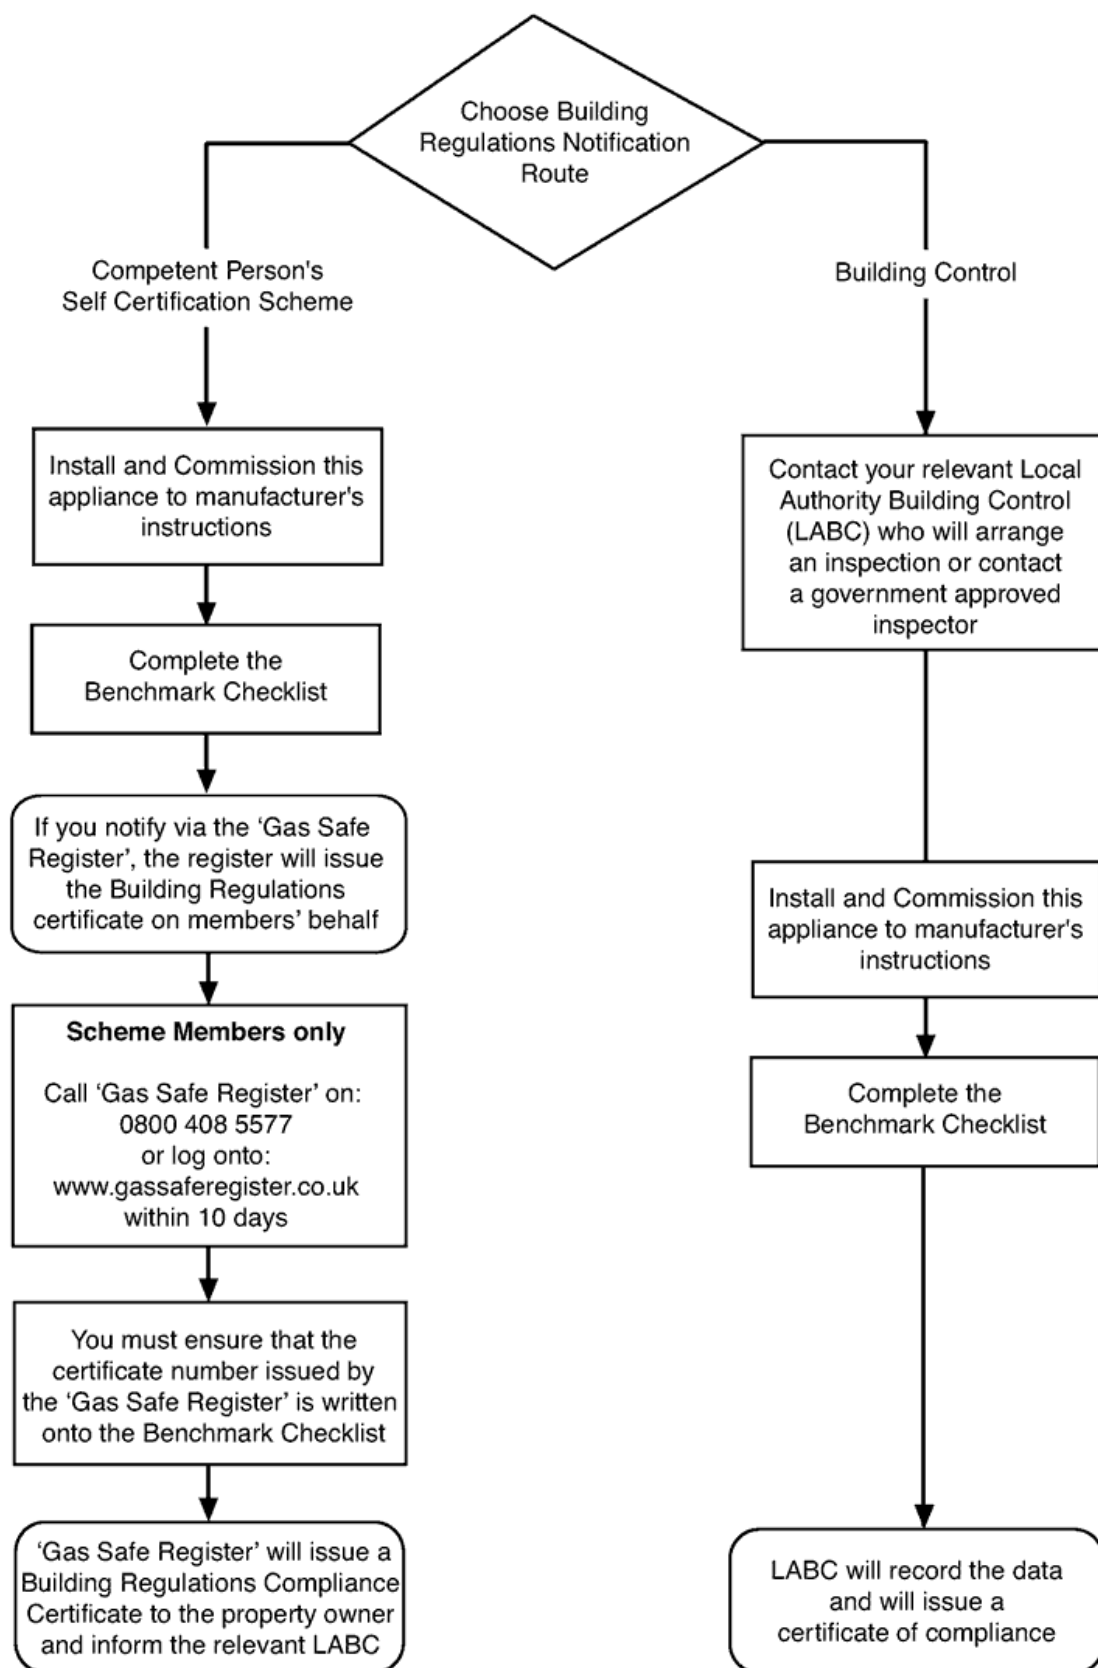 Choose Building
Regulations Notification
Route
Competent Person's
Self Certification Scheme
Building Control
Install and Commission this
appliance to manufacturer's
instructions
Contact your relevant Local
Authority Building Control
(LABC) who will arrange
an inspection or contact
a government approved
inspector
Complete the
Benchmark Checklist
If you notify via the ‘Gas Safe
Register’, the register will issue
the Building Regulations
certificate on members’ behalf
Install and Commission this
appliance to manufacturer's
instructions
Scheme Members only
Call ‘Gas Safe Register’ on:
0800 408 5577
or log onto:
www.gassaferegister.co.uk
within 10 days
Complete the
Benchmark Checklist
You must ensure that the
certificate number issued by
the ‘Gas Safe Register’ is written
onto the Benchmark Checklist
‘Gas Safe Register’ will issue a
Building Regulations Compliance
Certificate to the property owner
and inform the relevant LABC
LABC will record the data
and will issue a
certificate of compliance